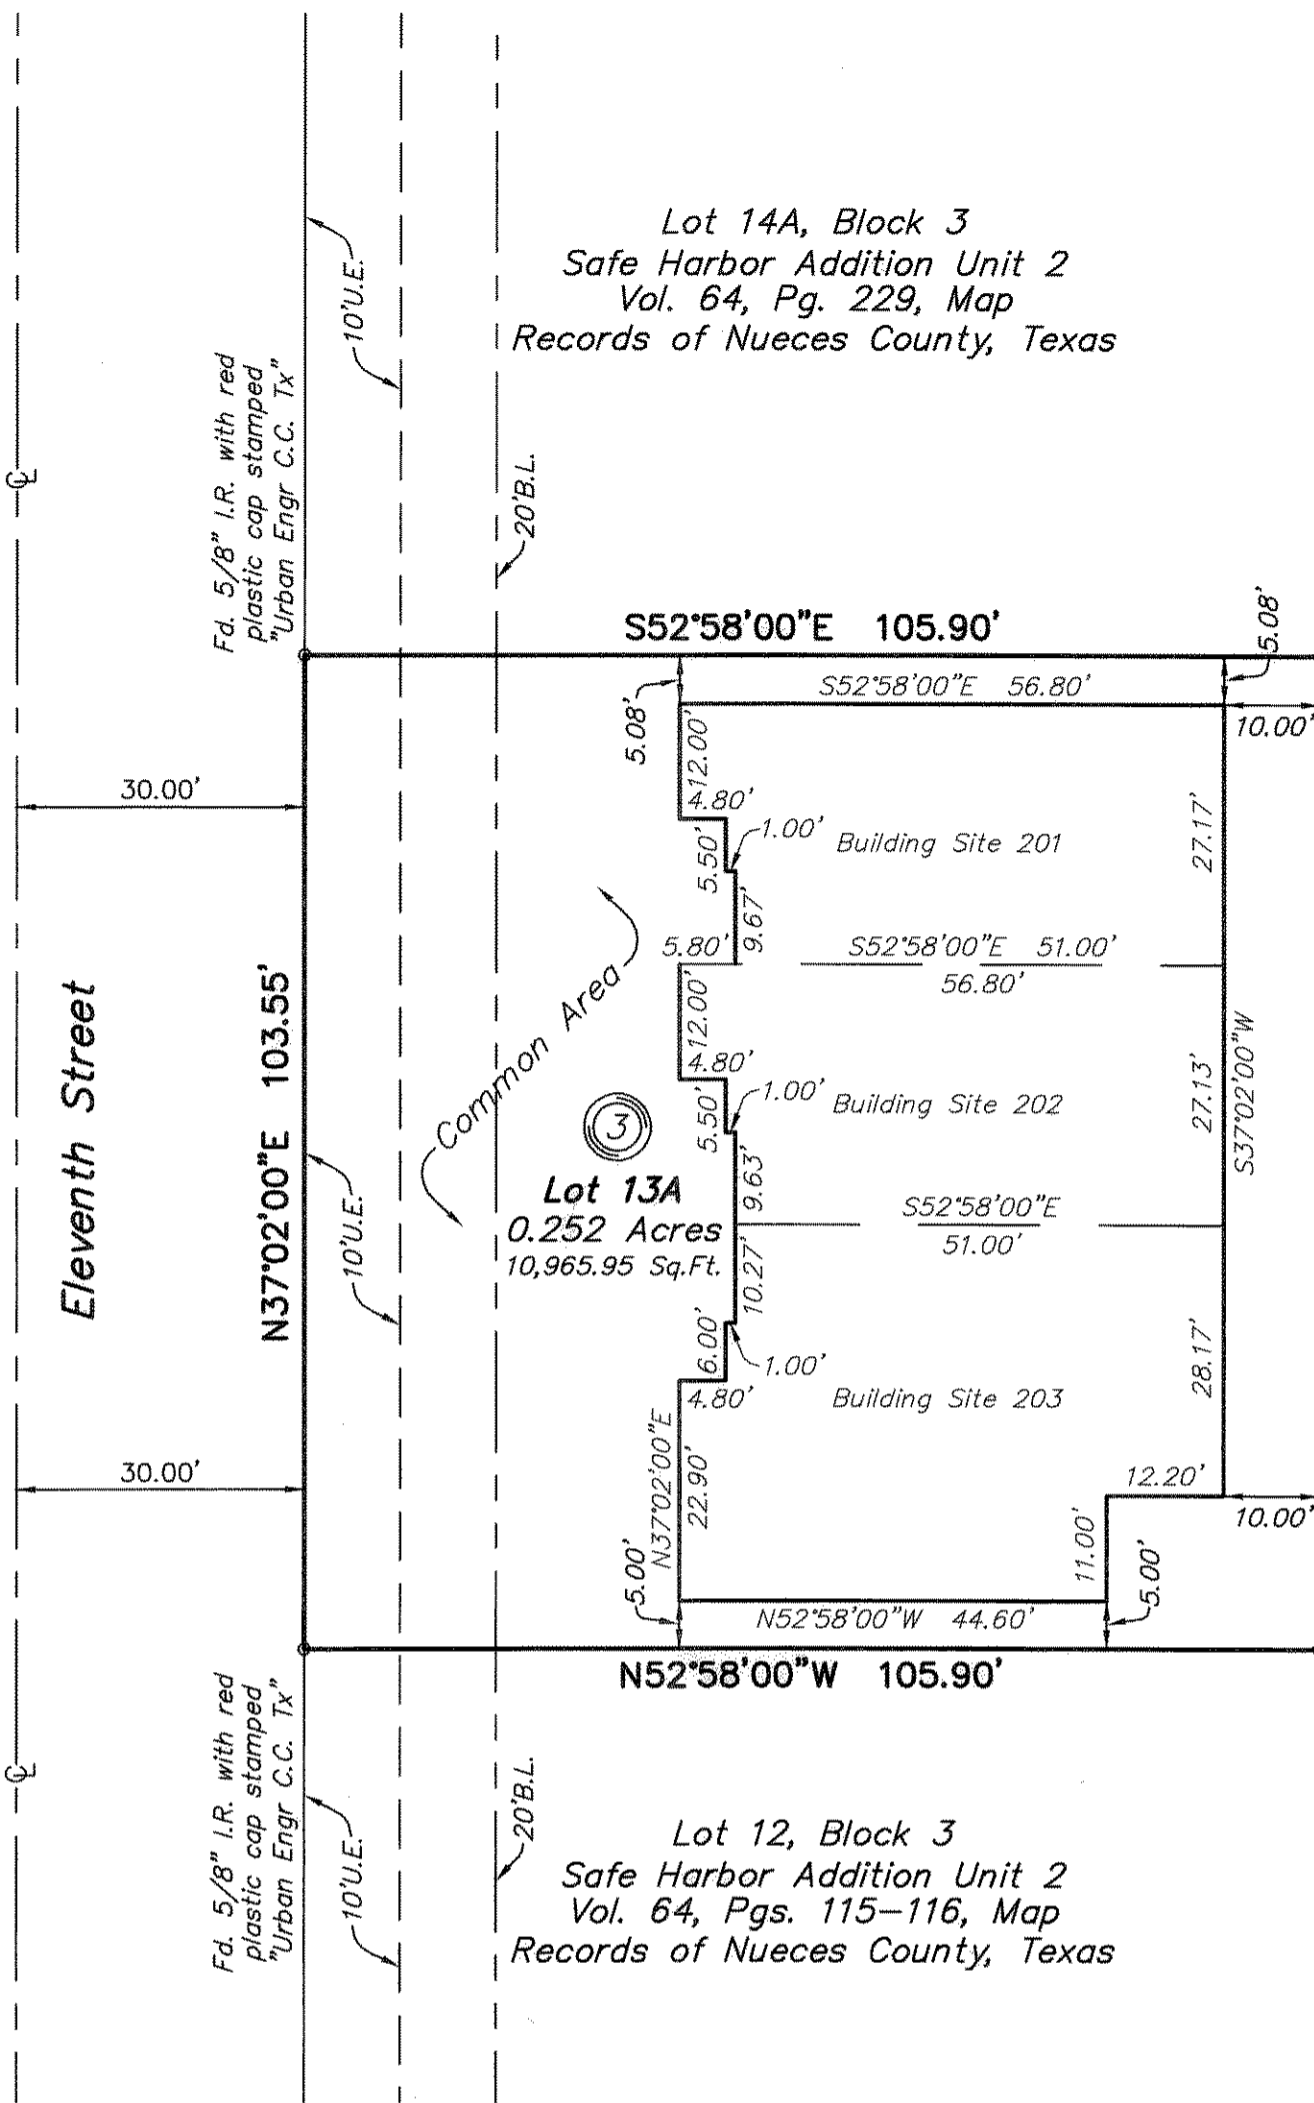 Lot 14A, Block 3
Safe Harbor Addition Unit 2
Vol. 64, Pg. 229, Map
Records of Nueces County, Texas
10'U.E.
Fd. 5/8" I.R. with red
plastic cap stamped
"Urban Engr C.C. Tx"
℄
20'B.L.
S52°58'00"E 105.90'
5.08'
5.08'
S52°58'00"E 56.80'
10.00'
12.00'
4.80'
30.00'
1.00'
Building Site 201
5.50'
27.17'
9.67'
5.80'
S52°58'00"E 51.00'
56.80'
Common Area
12.00'
4.80'
1.00'
Building Site 202
5.50'
27.13'
S37°02'00"W
Eleventh Street
N37°02'00"E 103.55'
10'U.E.
3
Lot 13A
0.252 Acres
10,965.95 Sq.Ft.
9.63'
S52°58'00"E
51.00'
10.27'
6.00'
1.00'
4.80'
Building Site 203
28.17'
N37°02'00"E
22.90'
30.00'
12.20'
10.00'
11.00'
5.00'
5.00'
N52°58'00"W 44.60'
N52°58'00"W 105.90'
Fd. 5/8" I.R. with red
plastic cap stamped
"Urban Engr C.C. Tx"
℄
10'U.E.
20'B.L.
Lot 12, Block 3
Safe Harbor Addition Unit 2
Vol. 64, Pgs. 115–116, Map
Records of Nueces County, Texas